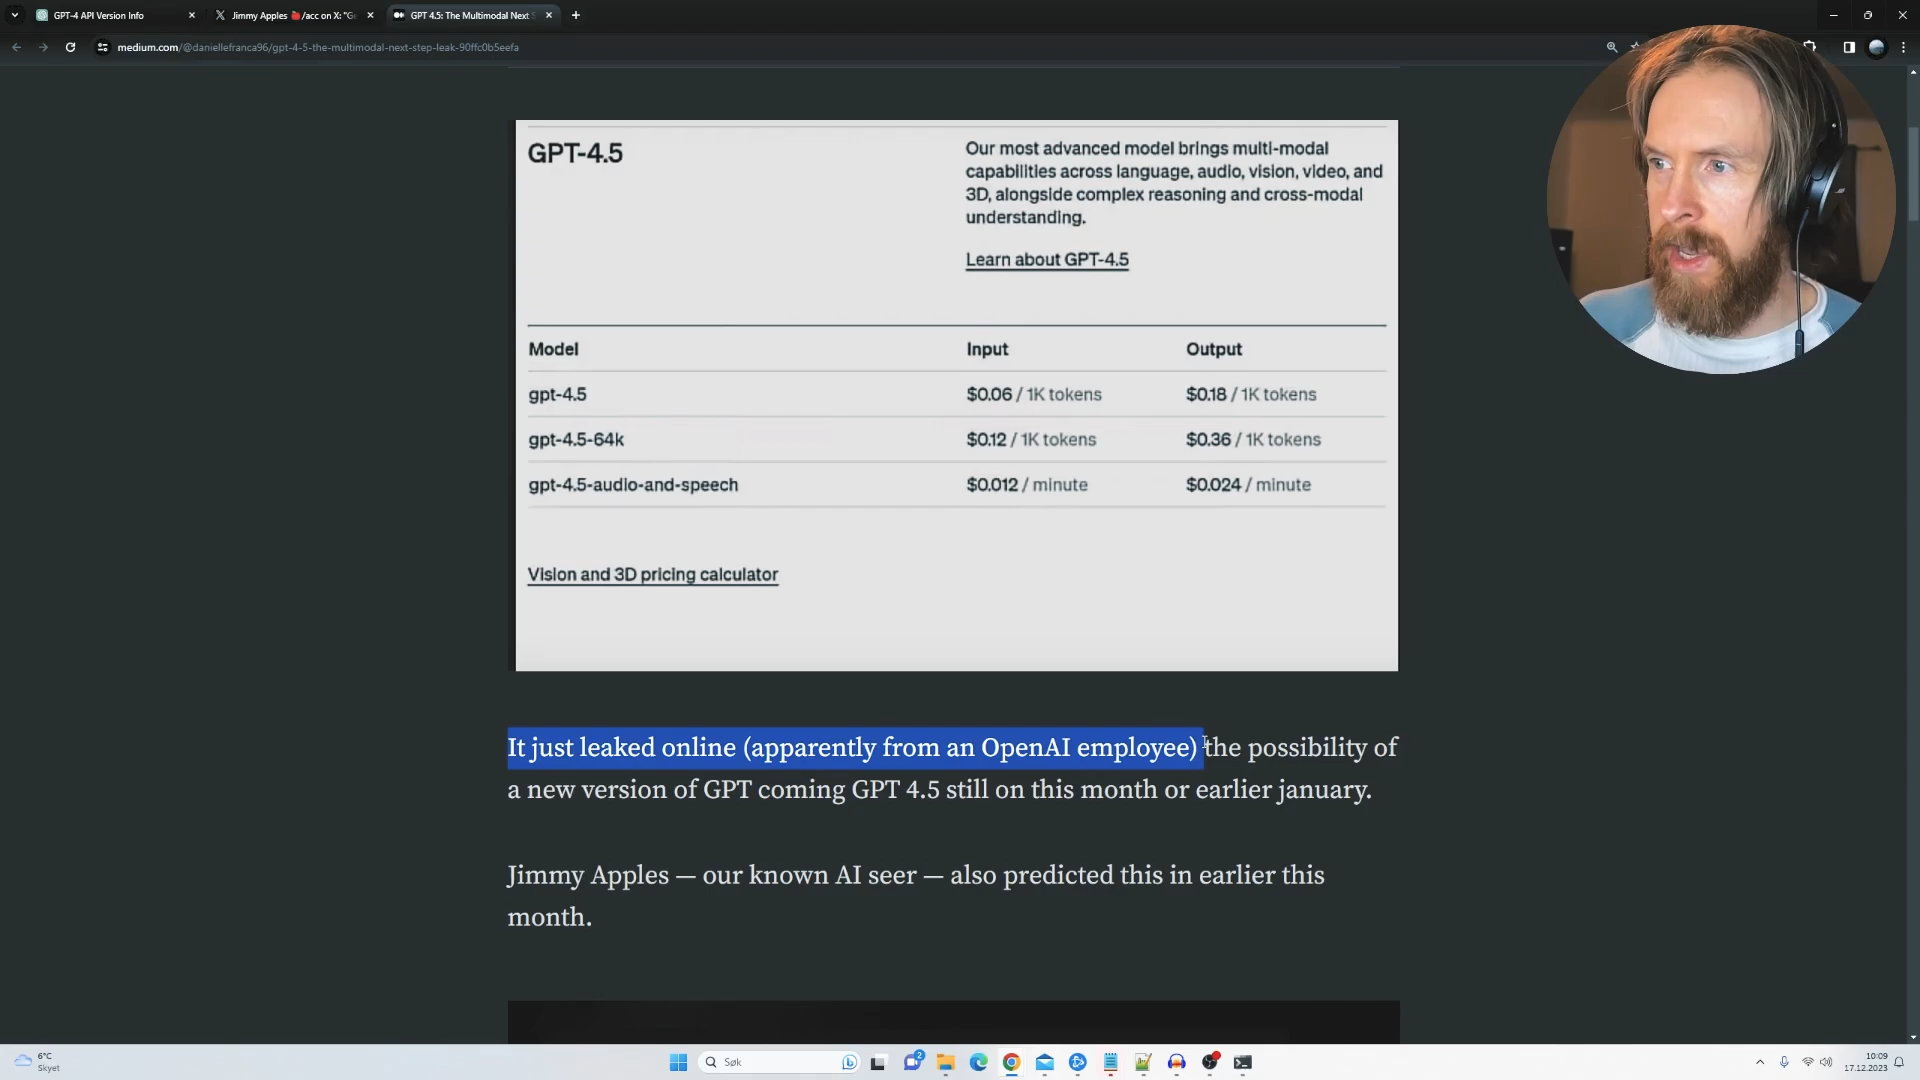 GPT-4 API Version Info
Jimmy Apples 🍎/acc on X: "G
GPT 4.5: The Multimodal Next S
medium.com/@daniellefranca96/gpt-4-5-the-multimodal-next-step-leak-90ffc0b5eefa
GPT-4.5
Our most advanced model brings multi-modal
capabilities across language, audio, vision, video, and
3D, alongside complex reasoning and cross-modal
understanding.
Learn about GPT-4.5
Model Input Output
gpt-4.5 $0.06 / 1K tokens $0.18 / 1K tokens
gpt-4.5-64k $0.12 / 1K tokens $0.36 / 1K tokens
gpt-4.5-audio-and-speech $0.012 / minute $0.024 / minute
Vision and 3D pricing calculator
It just leaked online (apparently from an OpenAI employee) the possibility of
a new version of GPT coming GPT 4.5 still on this month or earlier january.
Jimmy Apples — our known AI seer — also predicted this in earlier this
month.
6°C
Skyet
Søk
2
10:09
17.12.2023